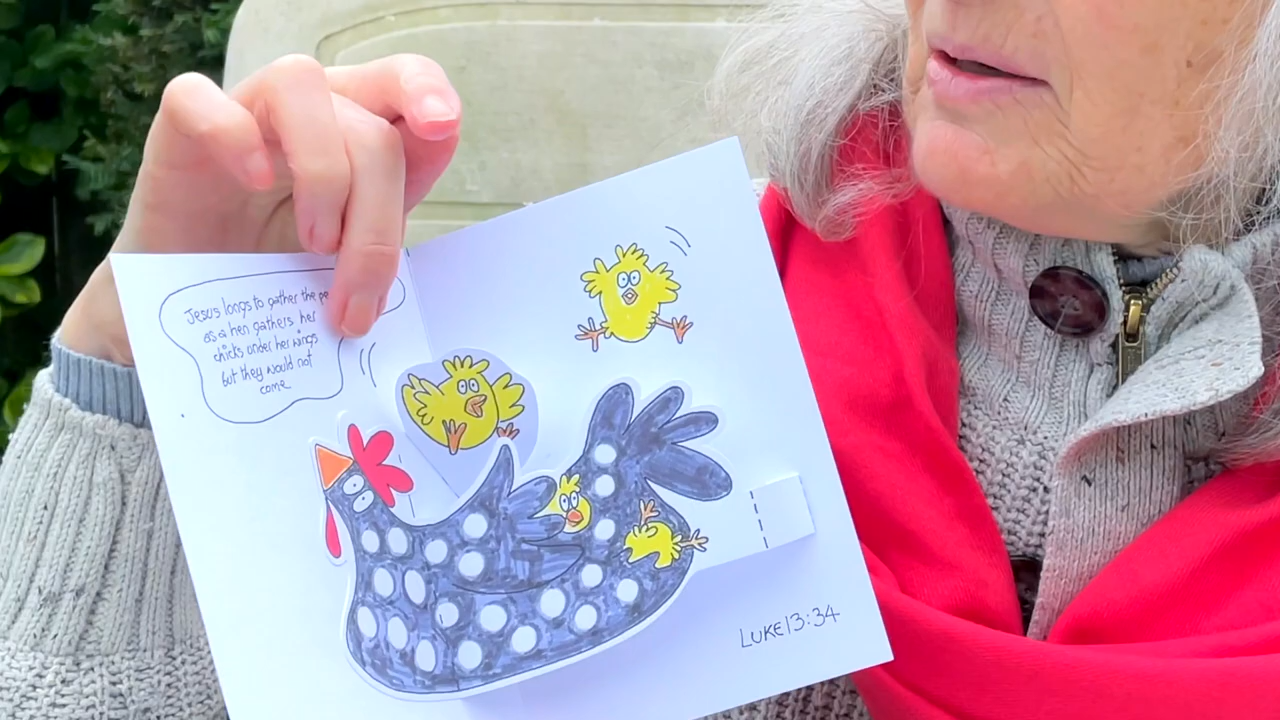 Jesus longs to gather the
as a hen gathers her
chicks under her wings
but they would not
come
LUKE 13:34